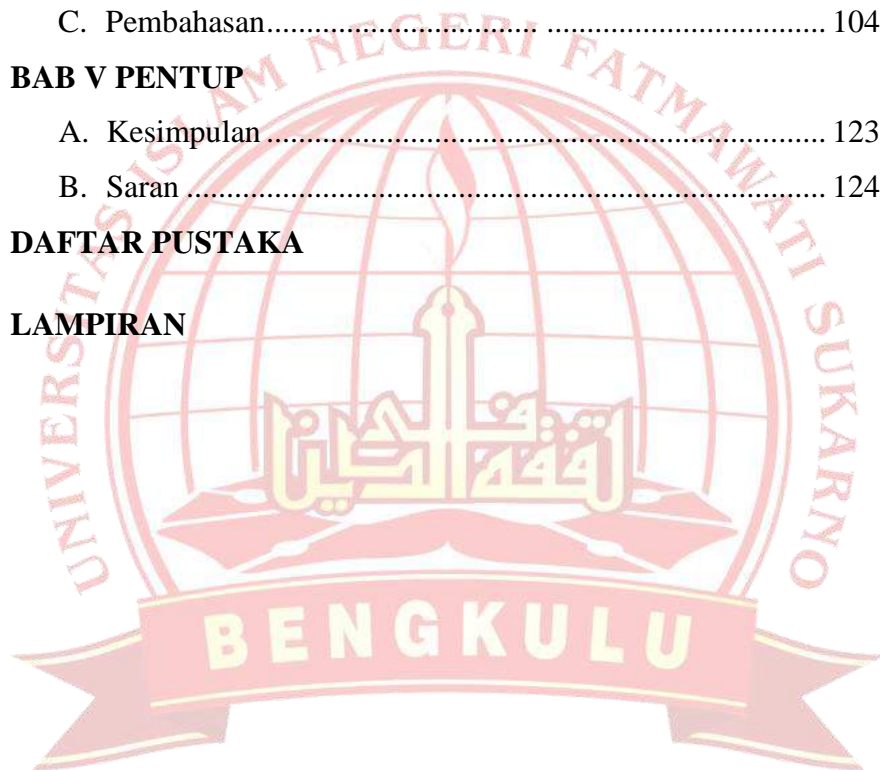 C. Pembahasan.................................. ................................... 104
BAB V PENTUP
A. Kesimpulan ...................................................................... 123
B. Saran ................................................................................ 124
DAFTAR PUSTAKA
LAMPIRAN
UNIVERSITAS ISLAM NEGERI FATMAWATI SUKARNO
BENGKULU